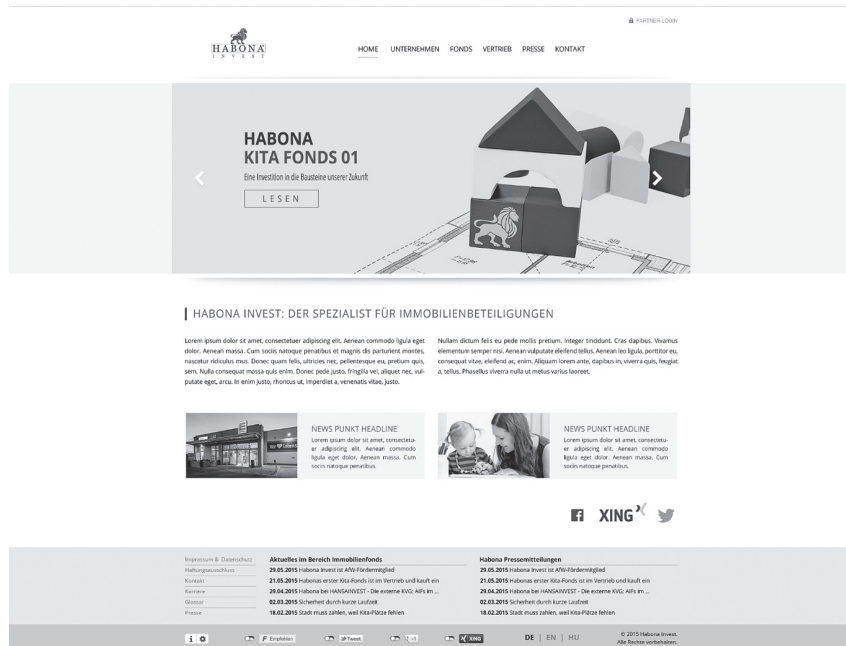 PARTNER-LOGIN
HABONA
INVEST
HOME UNTERNEHMEN FONDS VERTRIEB PRESSE KONTAKT
HABONA
KITA FONDS 01
Eine Investition in die Bausteine unserer Zukunft
LESEN
HABONA INVEST: DER SPEZIALIST FÜR IMMOBILIENBETEILIGUNGEN
Lorem ipsum dolor sit amet, consectetuer adipiscing elit. Aenean commodo ligula eget
dolor. Aenean massa. Cum sociis natoque penatibus et magnis dis parturient montes,
nascetur ridiculus mus. Donec quam felis, ultricies nec, pellentesque eu, pretium quis,
sem. Nulla consequat massa quis enim. Donec pede justo, fringilla vel, aliquet nec, vul-
putate eget, arcu. In enim justo, rhoncus ut, imperdiet a, venenatis vitae, justo.
Nullam dictum felis eu pede mollis pretium. Integer tincidunt. Cras dapibus. Vivamus
elementum semper nisi. Aenean vulputate eleifend tellus. Aenean leo ligula, porttitor eu,
consequat vitae, eleifend ac, enim. Aliquam lorem ante, dapibus in, viverra quis, feugiat
a, tellus. Phasellus viverra nulla ut metus varius laoreet.
NEWS PUNKT HEADLINE
Lorem ipsum dolor sit amet, consectetu-
er adipiscing elit. Aenean commodo
ligula eget dolor. Aenean massa. Cum
sociis natoque penatibus.
NEWS PUNKT HEADLINE
Lorem ipsum dolor sit amet, consectetu-
er adipiscing elit. Aenean commodo
ligula eget dolor. Aenean massa. Cum
sociis natoque penatibus.
XING
Impressum & Datenschutz
Haftungsausschluss
Kontakt
Karriere
Glossar
Presse
Aktuelles im Bereich Immobilienfonds
29.05.2015 Habona Invest ist AfW-Fördermitglied
21.05.2015 Habonas erster Kita-Fonds ist im Vertrieb und kauft ein
29.04.2015 Habona bei HANSAINVEST - Die externe KVG: AIFs im ...
02.03.2015 Sicherheit durch kurze Laufzeit
18.02.2015 Stadt muss zahlen, weil Kita-Plätze fehlen
Habona Pressemitteilungen
29.05.2015 Habona Invest ist AfW-Fördermitglied
21.05.2015 Habonas erster Kita-Fonds ist im Vertrieb und kauft ein
29.04.2015 Habona bei HANSAINVEST - Die externe KVG: AIFs im ...
02.03.2015 Sicherheit durch kurze Laufzeit
18.02.2015 Stadt muss zahlen, weil Kita-Plätze fehlen
Empfehlen Tweet +1 XING
DE | EN | HU
© 2015 Habona Invest.
Alle Rechte vorbehalten.